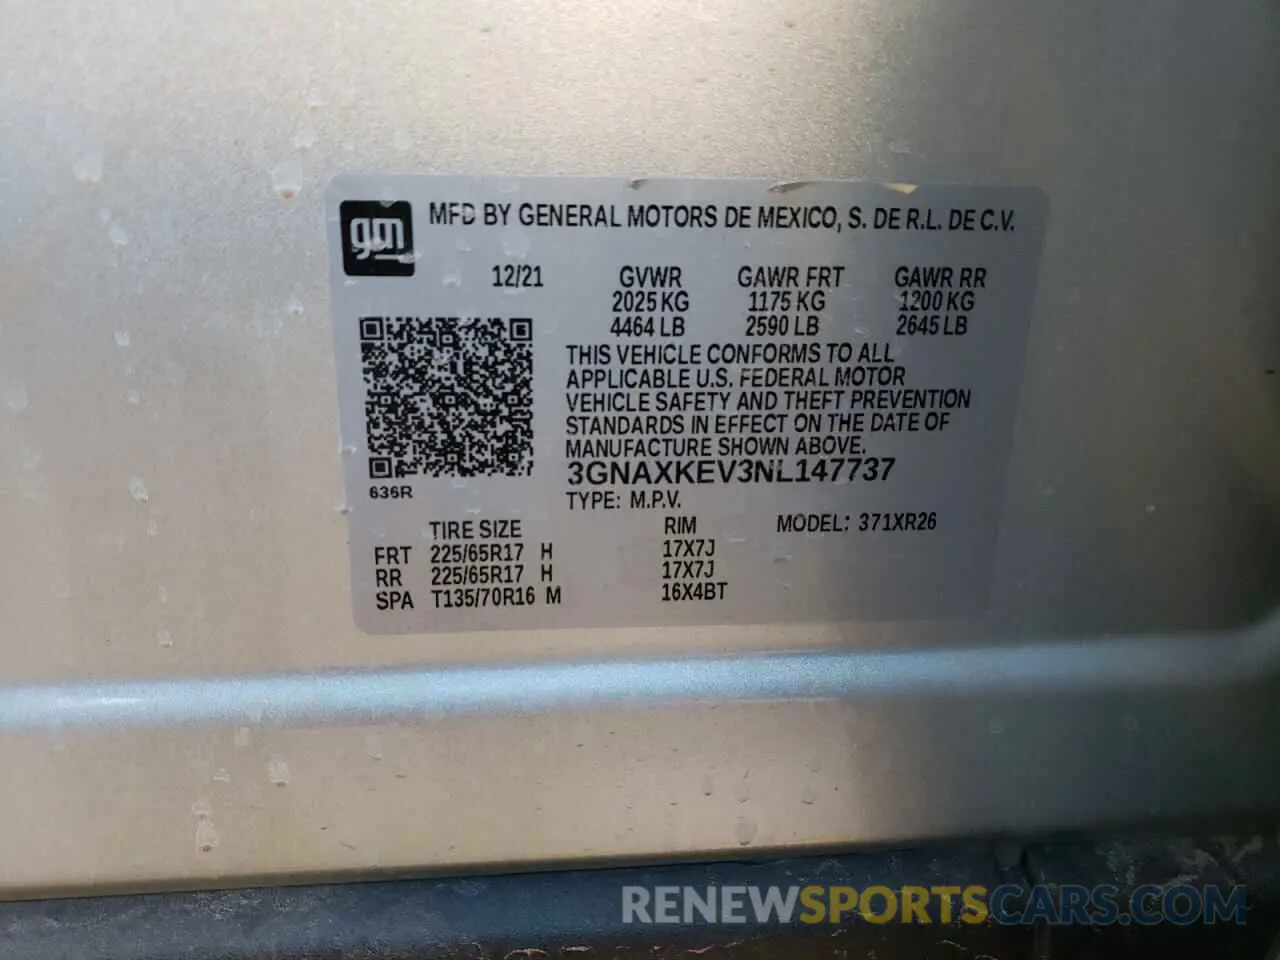 gm
MFD BY GENERAL MOTORS DE MEXICO, S. DE R.L. DE C.V.
12/21 GVWR GAWR FRT GAWR RR
2025 KG 1175 KG 1200 KG
4464 LB 2590 LB 2645 LB
THIS VEHICLE CONFORMS TO ALL
APPLICABLE U.S. FEDERAL MOTOR
VEHICLE SAFETY AND THEFT PREVENTION
STANDARDS IN EFFECT ON THE DATE OF
MANUFACTURE SHOWN ABOVE.
3GNAXKEV3NL147737
636R
TYPE: M.P.V.
TIRE SIZE RIM MODEL: 371XR26
FRT 225/65R17 H 17X7J
RR 225/65R17 H 17X7J
SPA T135/70R16 M 16X4BT
RENEWSPORTSCARS.COM